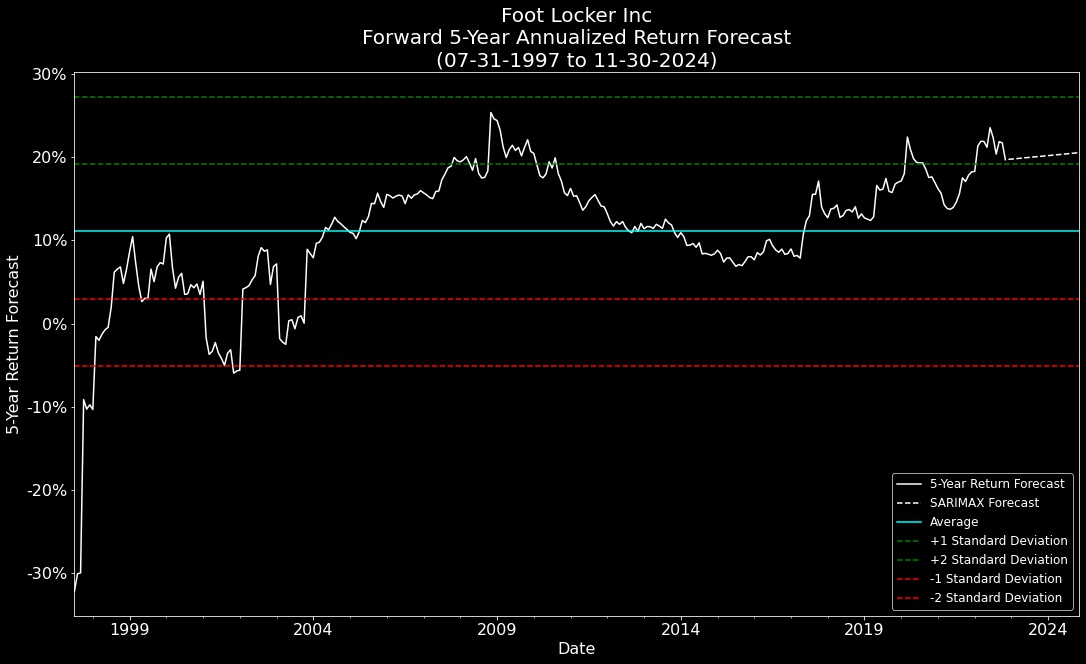 Foot Locker Inc
Forward 5-Year Annualized Return Forecast
(07-31-1997 to 11-30-2024)
5-Year Return Forecast
30%
20%
10%
0%
-10%
-20%
-30%
1999
2004
2009
2014
2019
2024
Date
5-Year Return Forecast
SARIMAX Forecast
Average
+1 Standard Deviation
+2 Standard Deviation
-1 Standard Deviation
-2 Standard Deviation